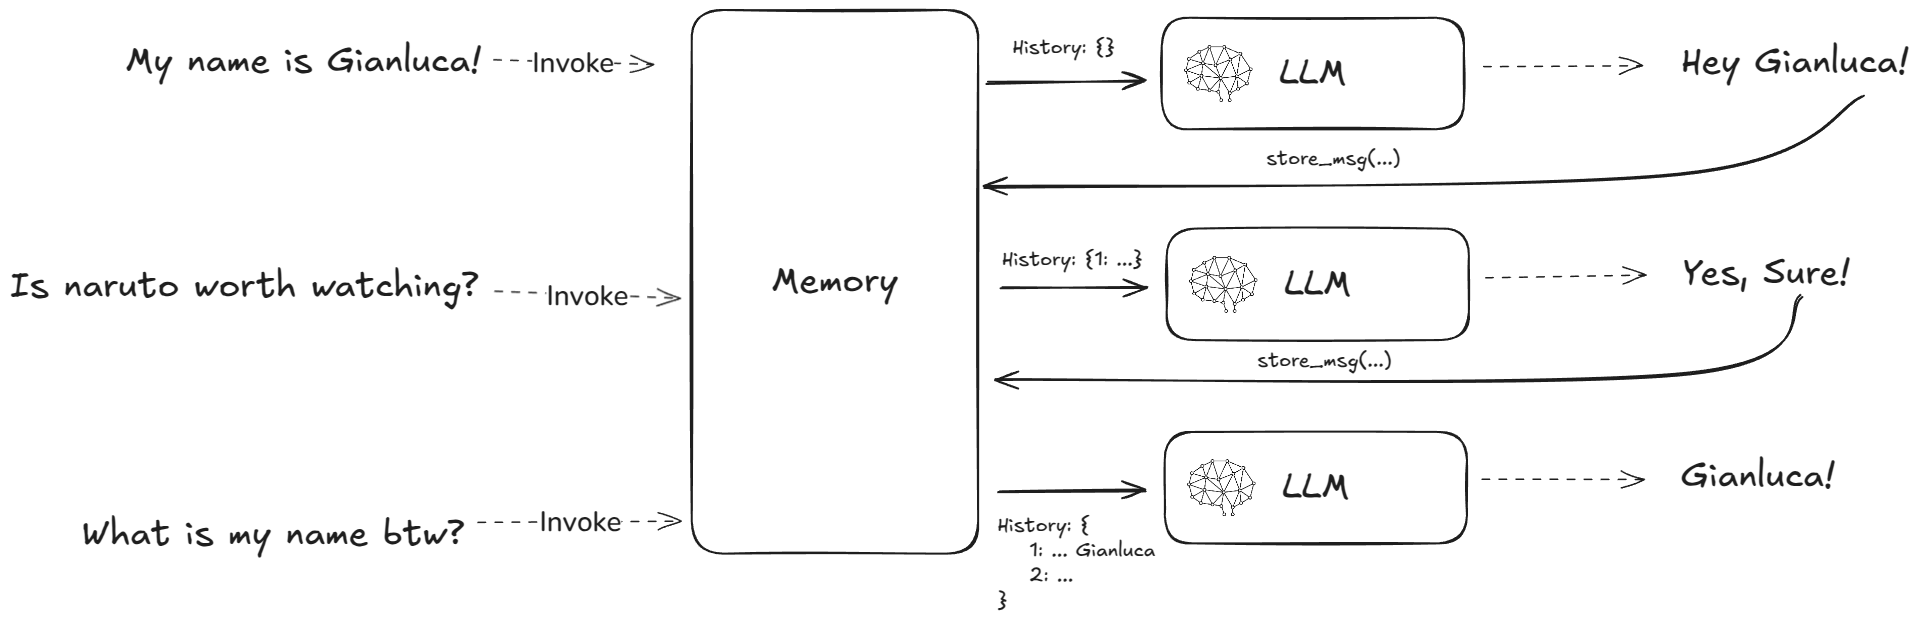 My name is Gianluca!
Invoke
History: {}
LLM
Hey Gianluca!
store_msg(...)
Is naruto worth watching?
Invoke
Memory
History: {1: ...}
LLM
Yes, Sure!
store_msg(...)
What is my name btw?
Invoke
LLM
Gianluca!
History: {
1: ... Gianluca
2: ...
}